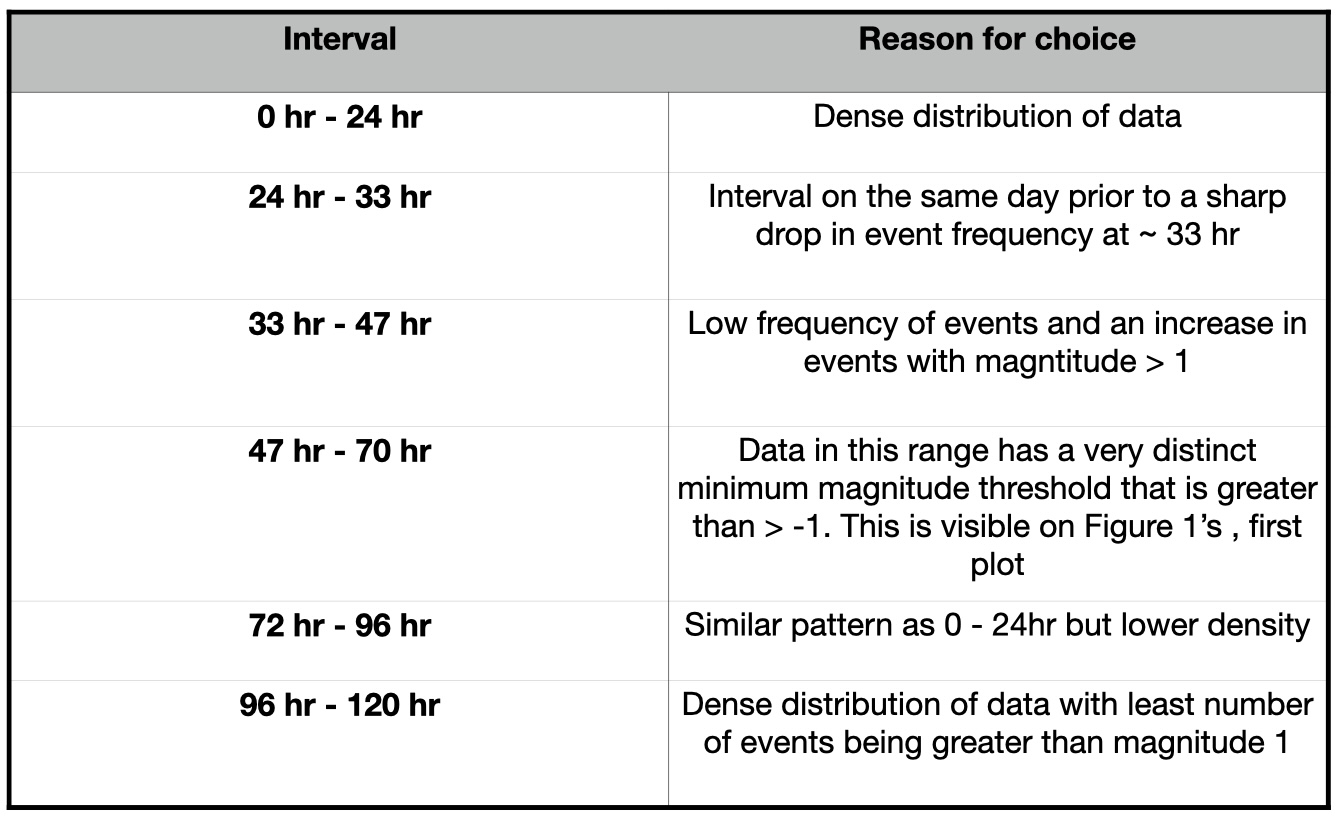 Interval
Reason for choice
0 hr - 24 hr
Dense distribution of data
24 hr - 33 hr
Interval on the same day prior to a sharp
drop in event frequency at ~ 33 hr
33 hr - 47 hr
Low frequency of events and an increase in
events with magntitude > 1
47 hr - 70 hr
Data in this range has a very distinct
minimum magnitude threshold that is greater
than > -1. This is visible on Figure 1’s , first
plot
72 hr - 96 hr
Similar pattern as 0 - 24hr but lower density
96 hr - 120 hr
Dense distribution of data with least number
of events being greater than magnitude 1